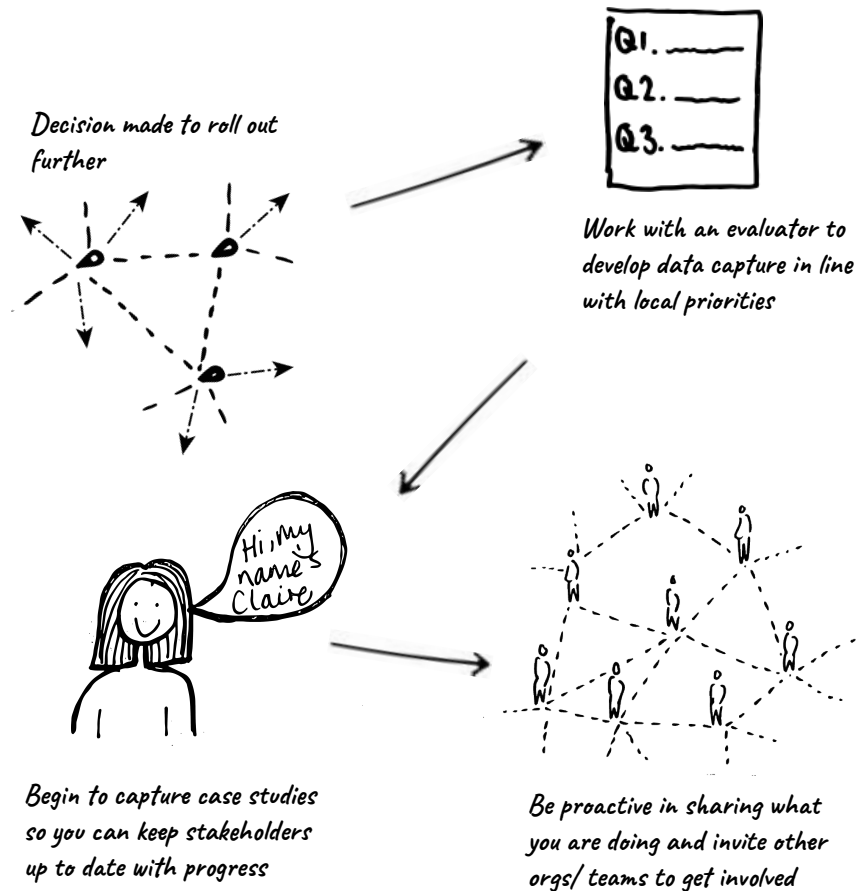 Decision made to roll out
further
Q1.
Q2.
Q3.
Work with an evaluator to
develop data capture in line
with local priorities
Hi, my
name's
Claire
Begin to capture case studies
so you can keep stakeholders
up to date with progress
Be proactive in sharing what
you are doing and invite other
orgs/ teams to get involved